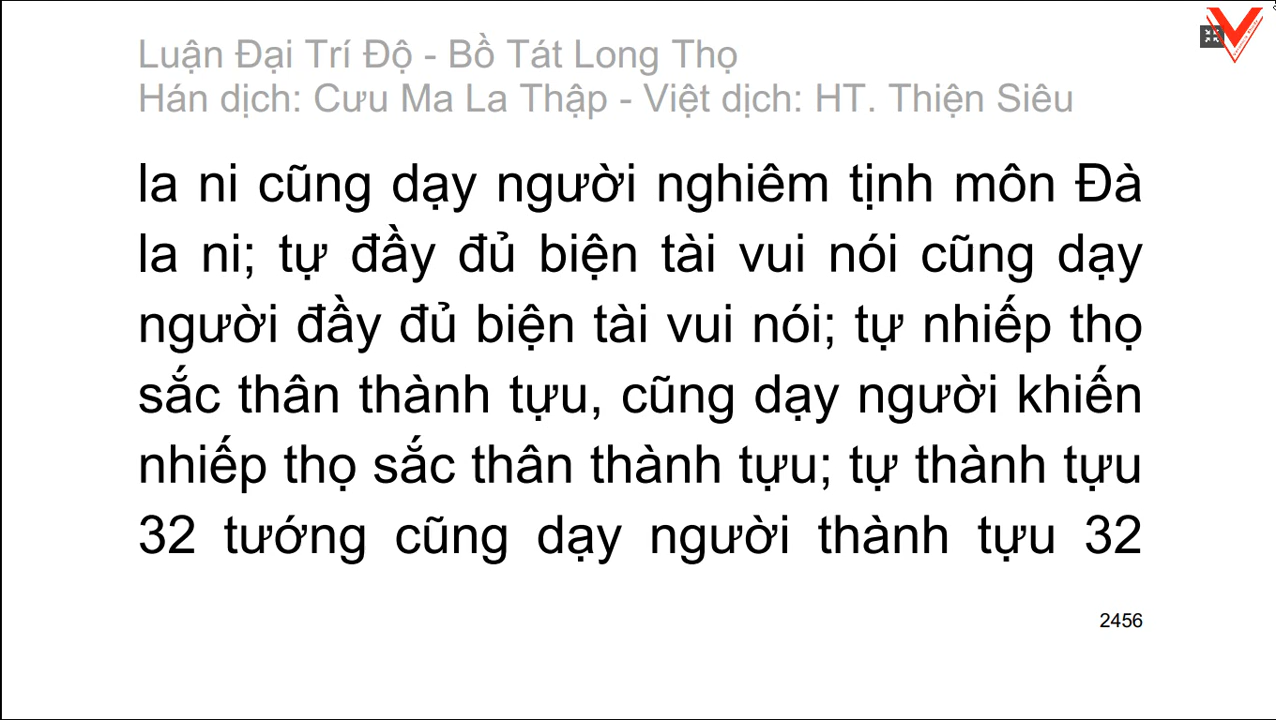 Luận Đại Trí Độ - Bồ Tát Long Thọ
Hán dịch: Cưu Ma La Thập - Việt dịch: HT. Thiện Siêu
la ni cũng dạy người nghiêm tịnh môn Đà
la ni; tự đầy đủ biện tài vui nói cũng dạy
người đầy đủ biện tài vui nói; tự nhiếp thọ
sắc thân thành tựu, cũng dạy người khiến
nhiếp thọ sắc thân thành tựu; tự thành tựu
32 tướng cũng dạy người thành tựu 32
2456